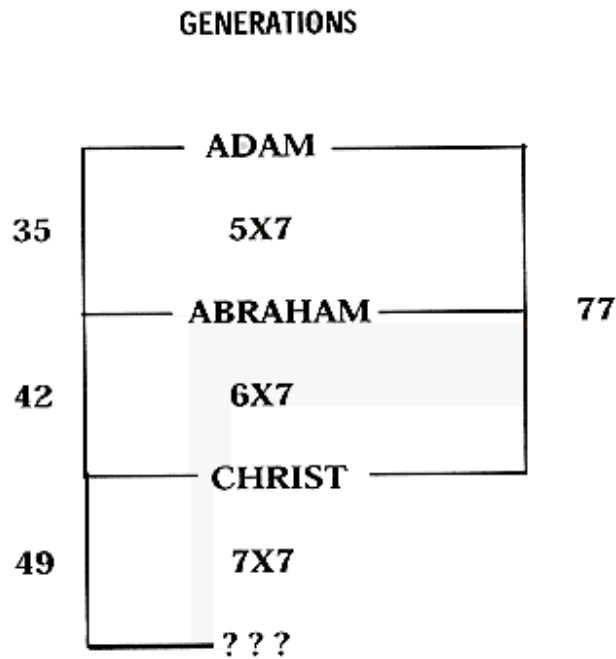 GENERATIONS
ADAM
35 5X7
ABRAHAM 77
42 6X7
CHRIST
49 7X7
? ? ?